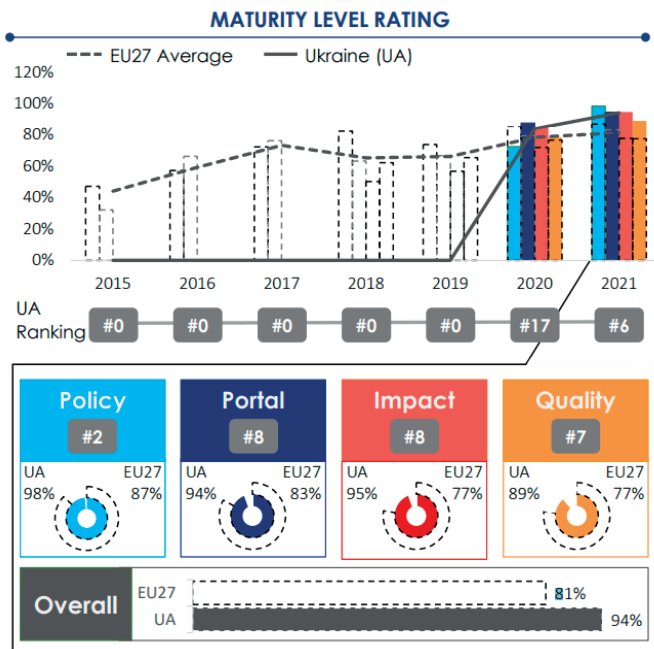 MATURITY LEVEL RATING
EU27 Average Ukraine (UA)
120%
100%
80%
60%
40%
20%
0%
2015 2016 2017 2018 2019 2020 2021
UA
Ranking #0 #0 #0 #0 #0 #17 #6
Policy Portal Impact Quality
#2 #8 #8 #7
UA EU27 UA EU27 UA EU27 UA EU27
98% 87% 94% 83% 95% 77% 89% 77%
Overall
EU27 81%
UA 94%